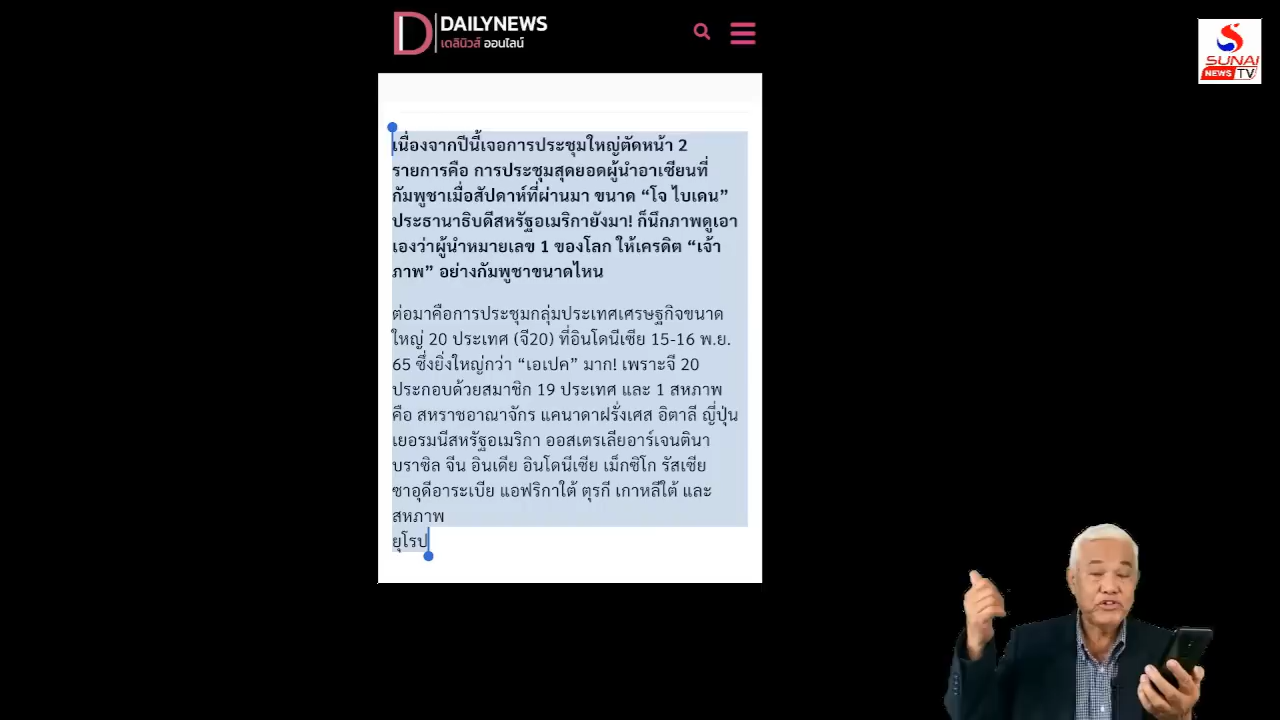 DAILYNEWS
เดลินิวส์ ออนไลน์
SUNAI
NEWS TV
เนื่องจากปีนี้เจอการประชุมใหญ่ตัดหน้า 2
รายการคือ การประชุมสุดยอดผู้นำอาเซียนที่
กัมพูชาเมื่อสัปดาห์ที่ผ่านมา ขนาด “โจ ไบเดน”
ประธานาธิบดีสหรัฐอเมริกายังมา! ก็นึกภาพดูเอา
เองว่าผู้นำหมายเลข 1 ของโลก ให้เครดิต “เจ้า
ภาพ” อย่างกัมพูชาขนาดไหน
ต่อมาคือการประชุมกลุ่มประเทศเศรษฐกิจขนาด
ใหญ่ 20 ประเทศ (จี20) ที่อินโดนีเซีย 15-16 พ.ย.
65 ซึ่งยิ่งใหญ่กว่า “เอเปค” มาก! เพราะจี 20
ประกอบด้วยสมาชิก 19 ประเทศ และ 1 สหภาพ
คือ สหราชอาณาจักร แคนาดาฝรั่งเศส อิตาลี ญี่ปุ่น
เยอรมนีสหรัฐอเมริกา ออสเตรเลียอาร์เจนตินา
บราซิล จีน อินเดีย อินโดนีเซีย เม็กซิโก รัสเซีย
ซาอุดีอาระเบีย แอฟริกาใต้ ตุรกี เกาหลีใต้ และ
สหภาพ
ยุโรป